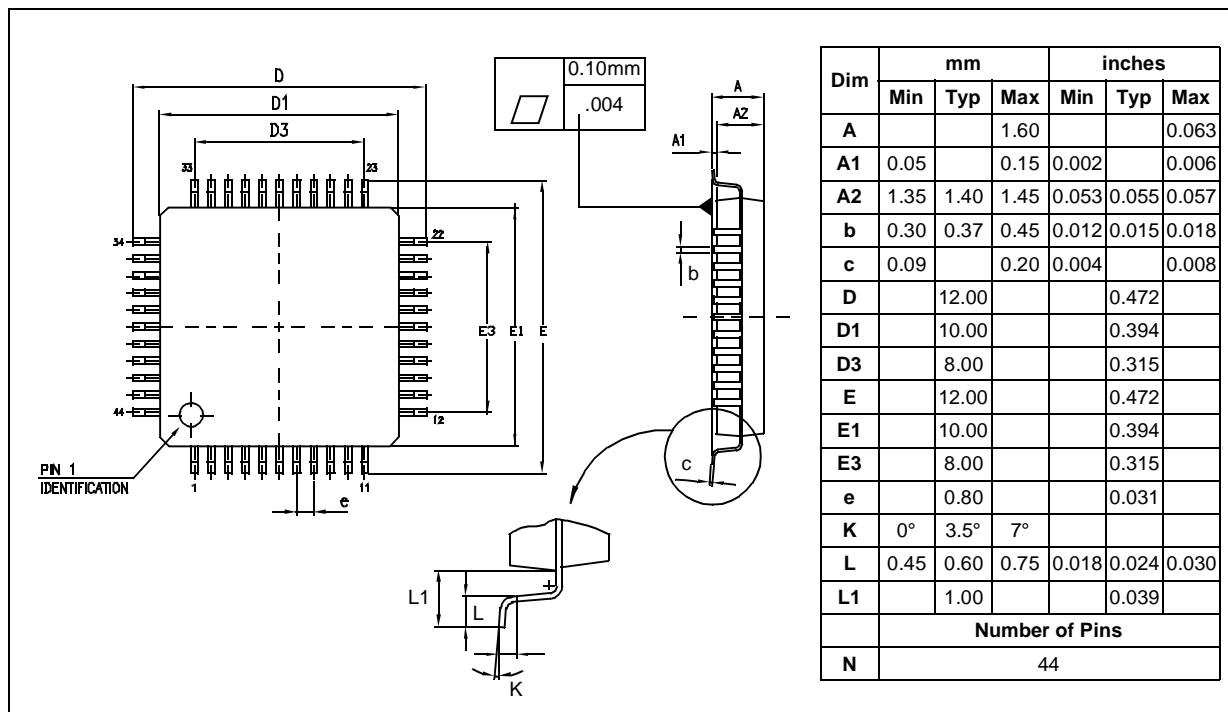 D
D1
D3
33
23
34
22
E3
E1
E
44
12
PIN 1
IDENTIFICATION
1
11
e
0.10mm
.004
A
A2
A1
b
c
L1
L
K
Dim mm inches
Min Typ Max Min Typ Max
A 1.60 0.063
A1 0.05 0.15 0.002 0.006
A2 1.35 1.40 1.45 0.053 0.055 0.057
b 0.30 0.37 0.45 0.012 0.015 0.018
c 0.09 0.20 0.004 0.008
D 12.00 0.472
D1 10.00 0.394
D3 8.00 0.315
E 12.00 0.472
E1 10.00 0.394
E3 8.00 0.315
e 0.80 0.031
K 0° 3.5° 7°
L 0.45 0.60 0.75 0.018 0.024 0.030
L1 1.00 0.039
Number of Pins
N 44